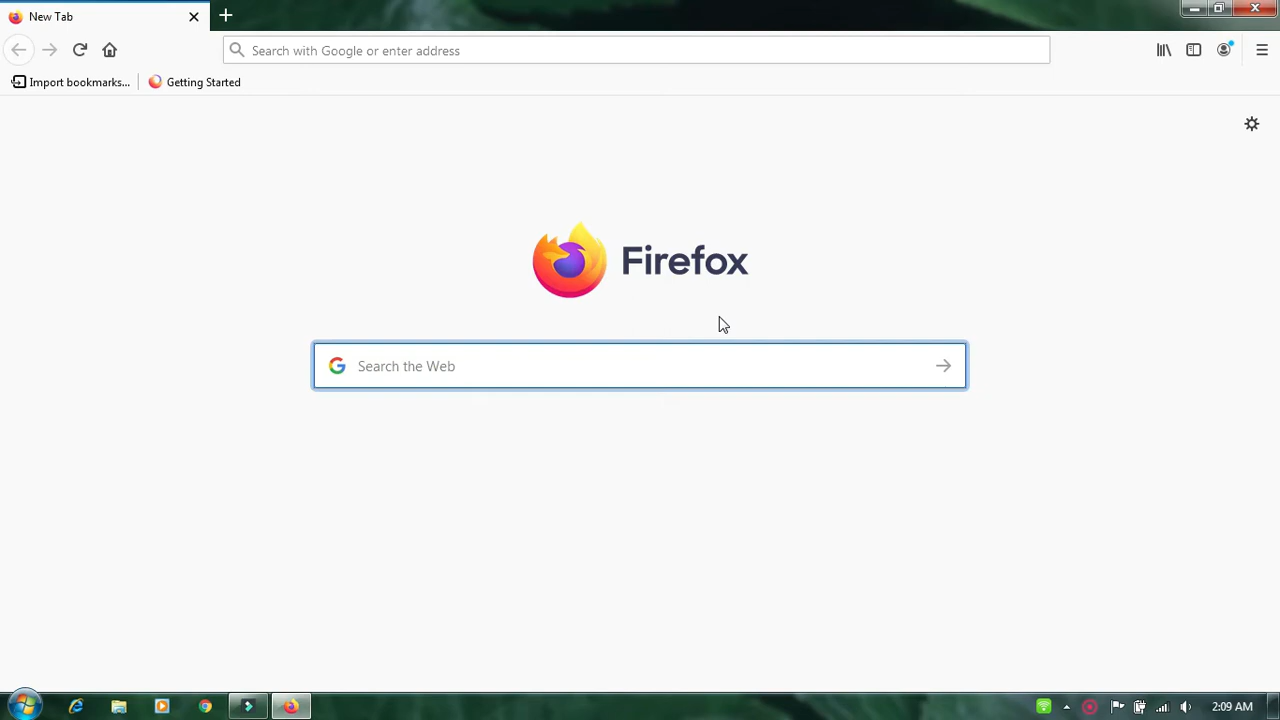 New Tab
Search with Google or enter address
Import bookmarks...
Getting Started
Firefox
Search the Web
2:09 AM